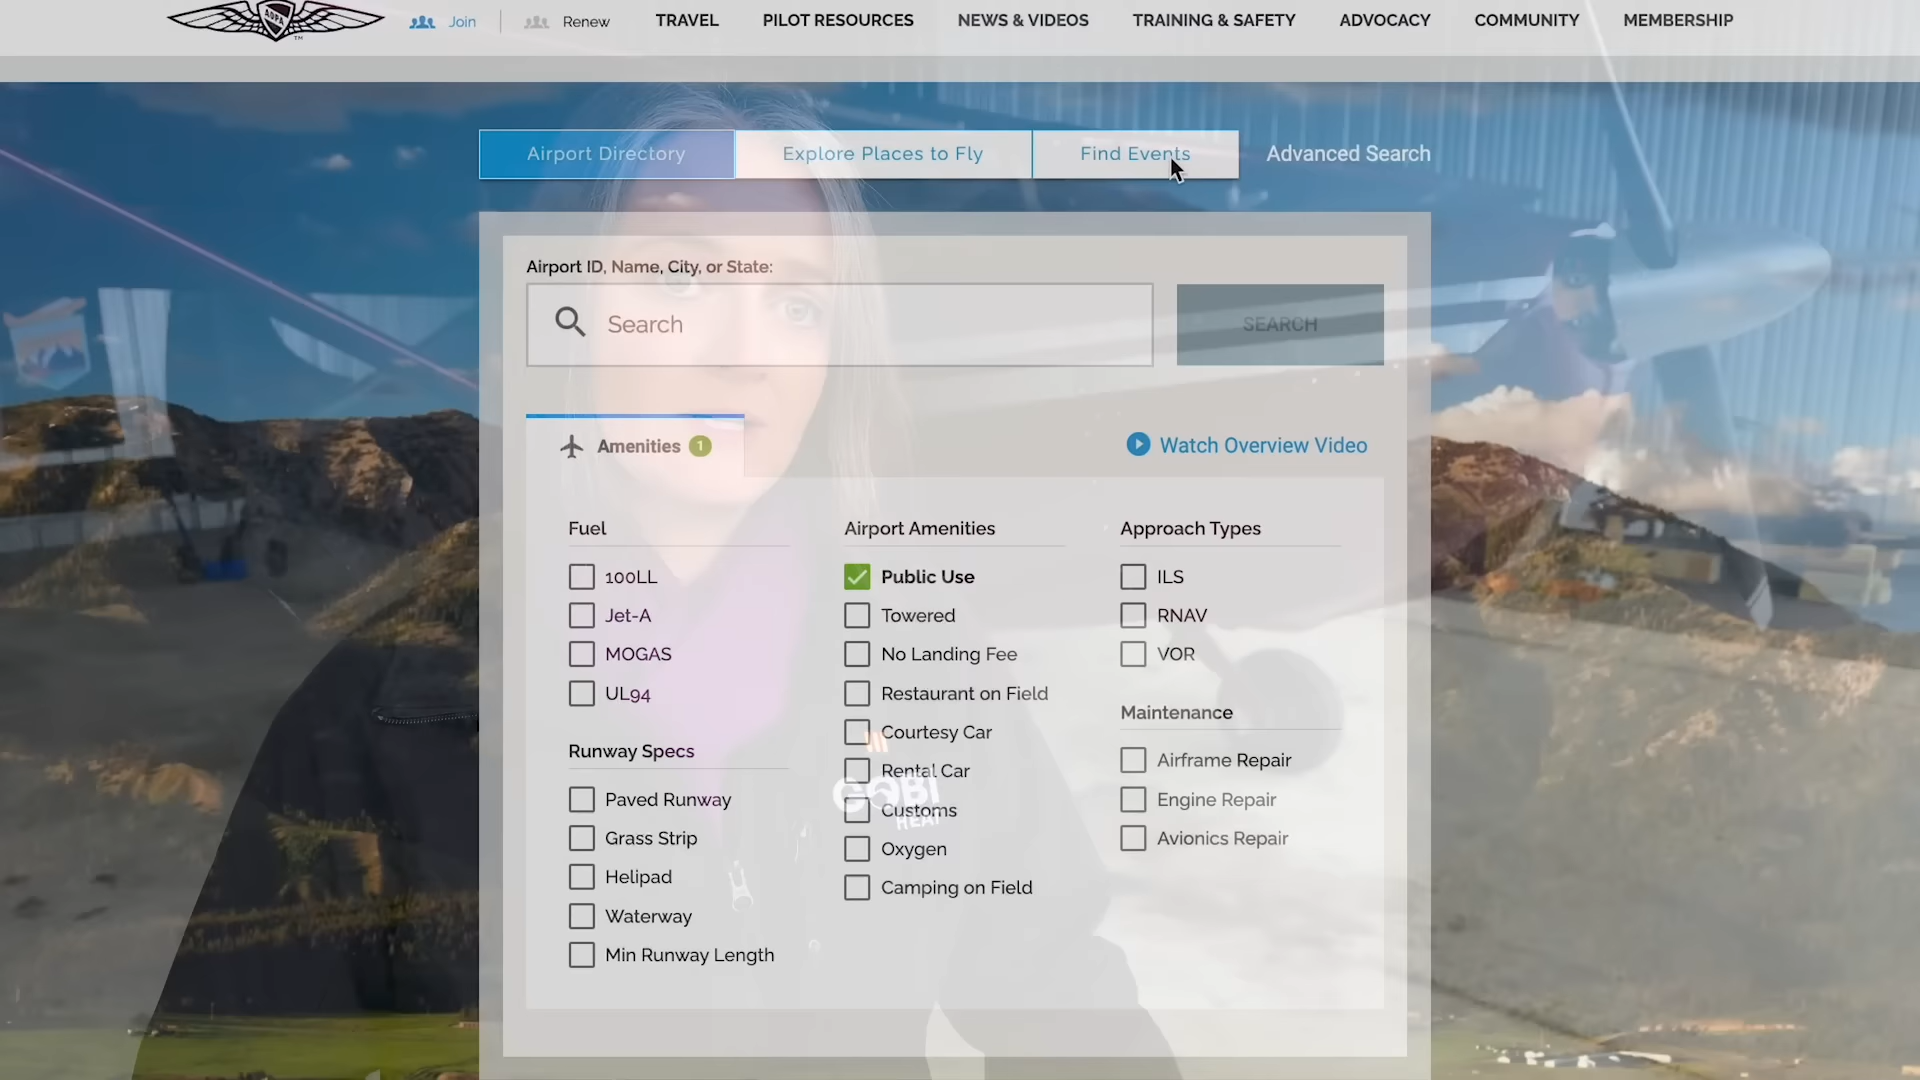 AOPA
TM
Join
Renew
TRAVEL
PILOT RESOURCES
NEWS & VIDEOS
TRAINING & SAFETY
ADVOCACY
COMMUNITY
MEMBERSHIP
Airport Directory
Explore Places to Fly
Find Events
Advanced Search
Airport ID, Name, City, or State:
Search
SEARCH
Amenities 1
Watch Overview Video
Fuel
100LL
Jet-A
MOGAS
UL94
Runway Specs
Paved Runway
Grass Strip
Helipad
Waterway
Min Runway Length
Airport Amenities
Public Use
Towered
No Landing Fee
Restaurant on Field
Courtesy Car
Rental Car
Customs
Oxygen
Camping on Field
GOBI
HEAT
Approach Types
ILS
RNAV
VOR
Maintenance
Airframe Repair
Engine Repair
Avionics Repair